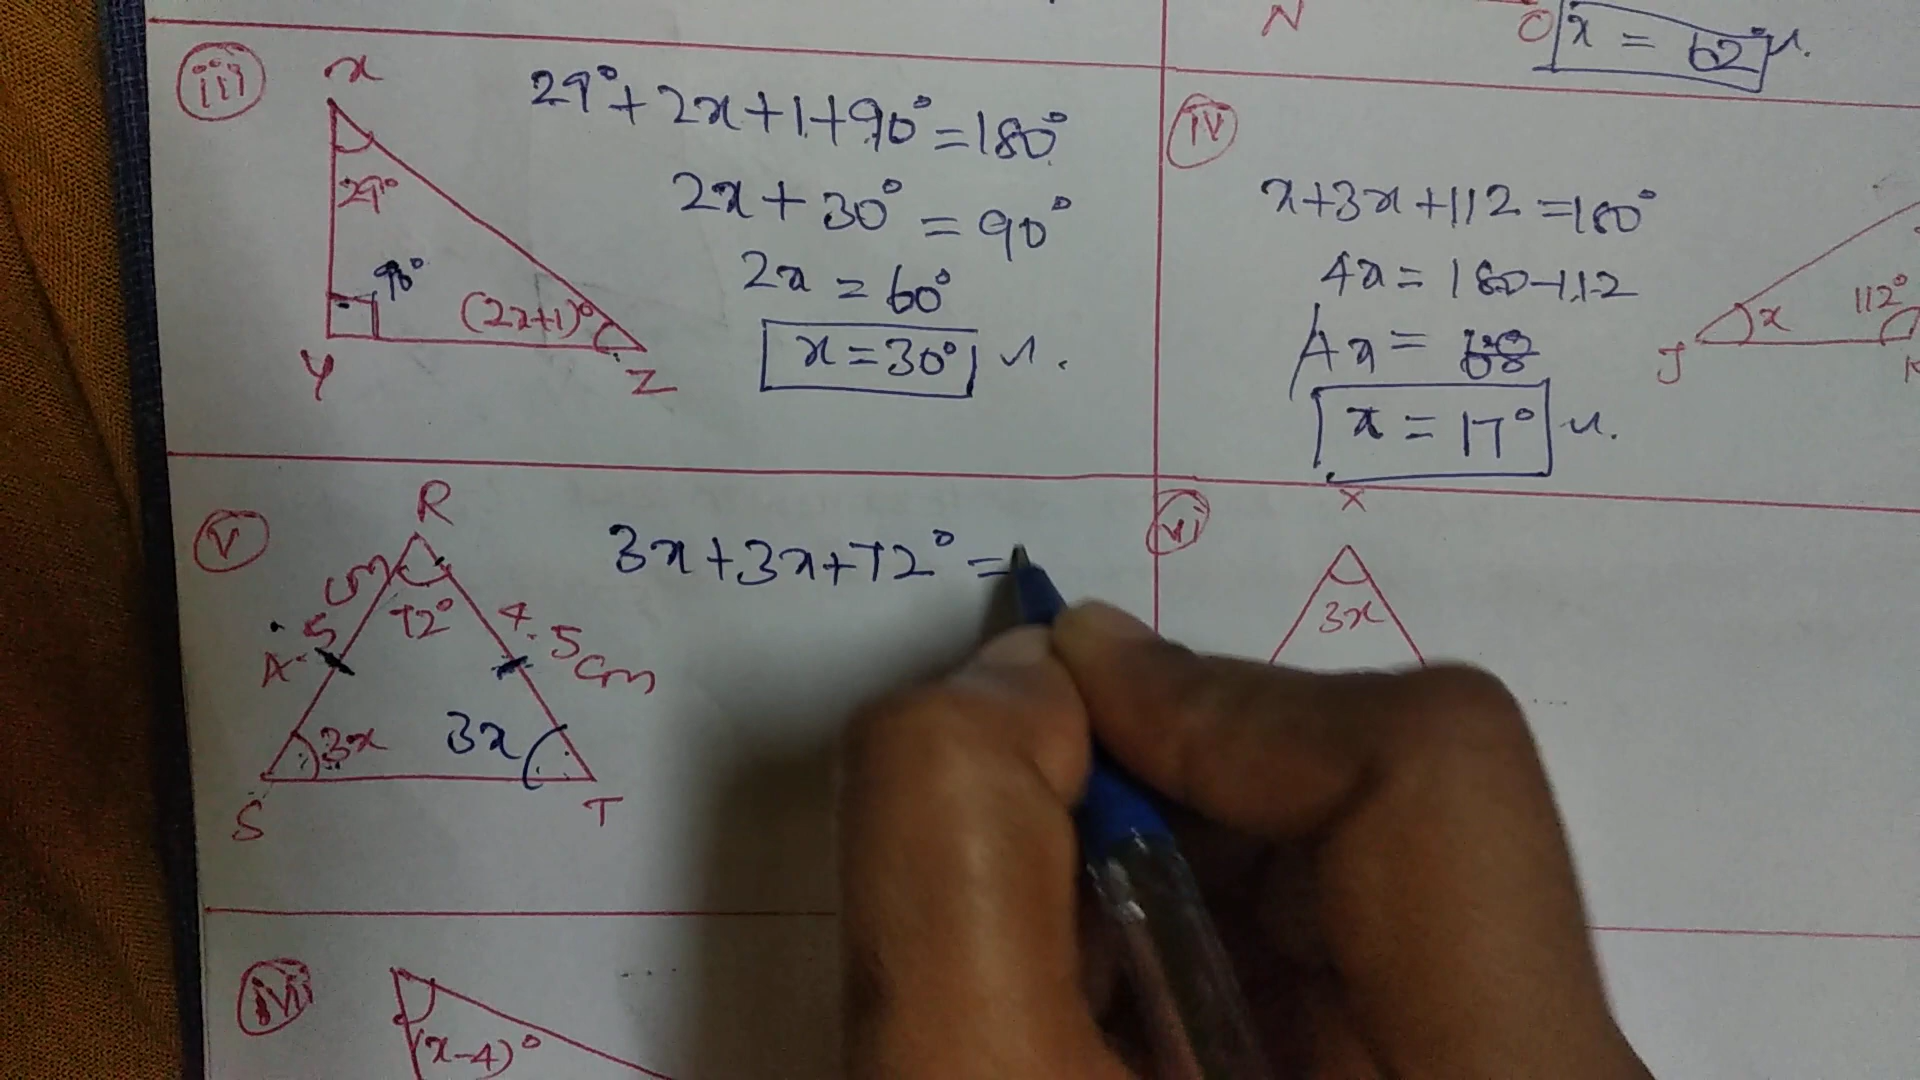 N
O
x = 62°
iii
x
29°
90°
(2x+1)°
Y
Z
29°+2x+1+90°=180°
2x+30°=90°
2x=60°
x=30°
iv
x+3x+112=180°
4x=180-112
4x=68
x=17°
x
112°
J
v
R
72°
4.5cm
4.5cm
3x
3x
S
T
3x+3x+72°=
vi
X
3x
(x-4)°